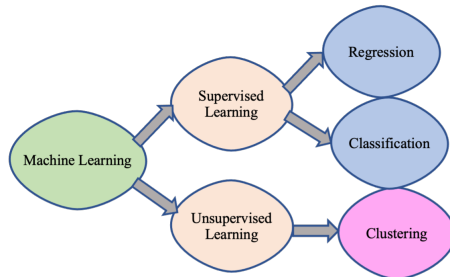 Machine Learning
Supervised
Learning
Unsupervised
Learning
Regression
Classification
Clustering